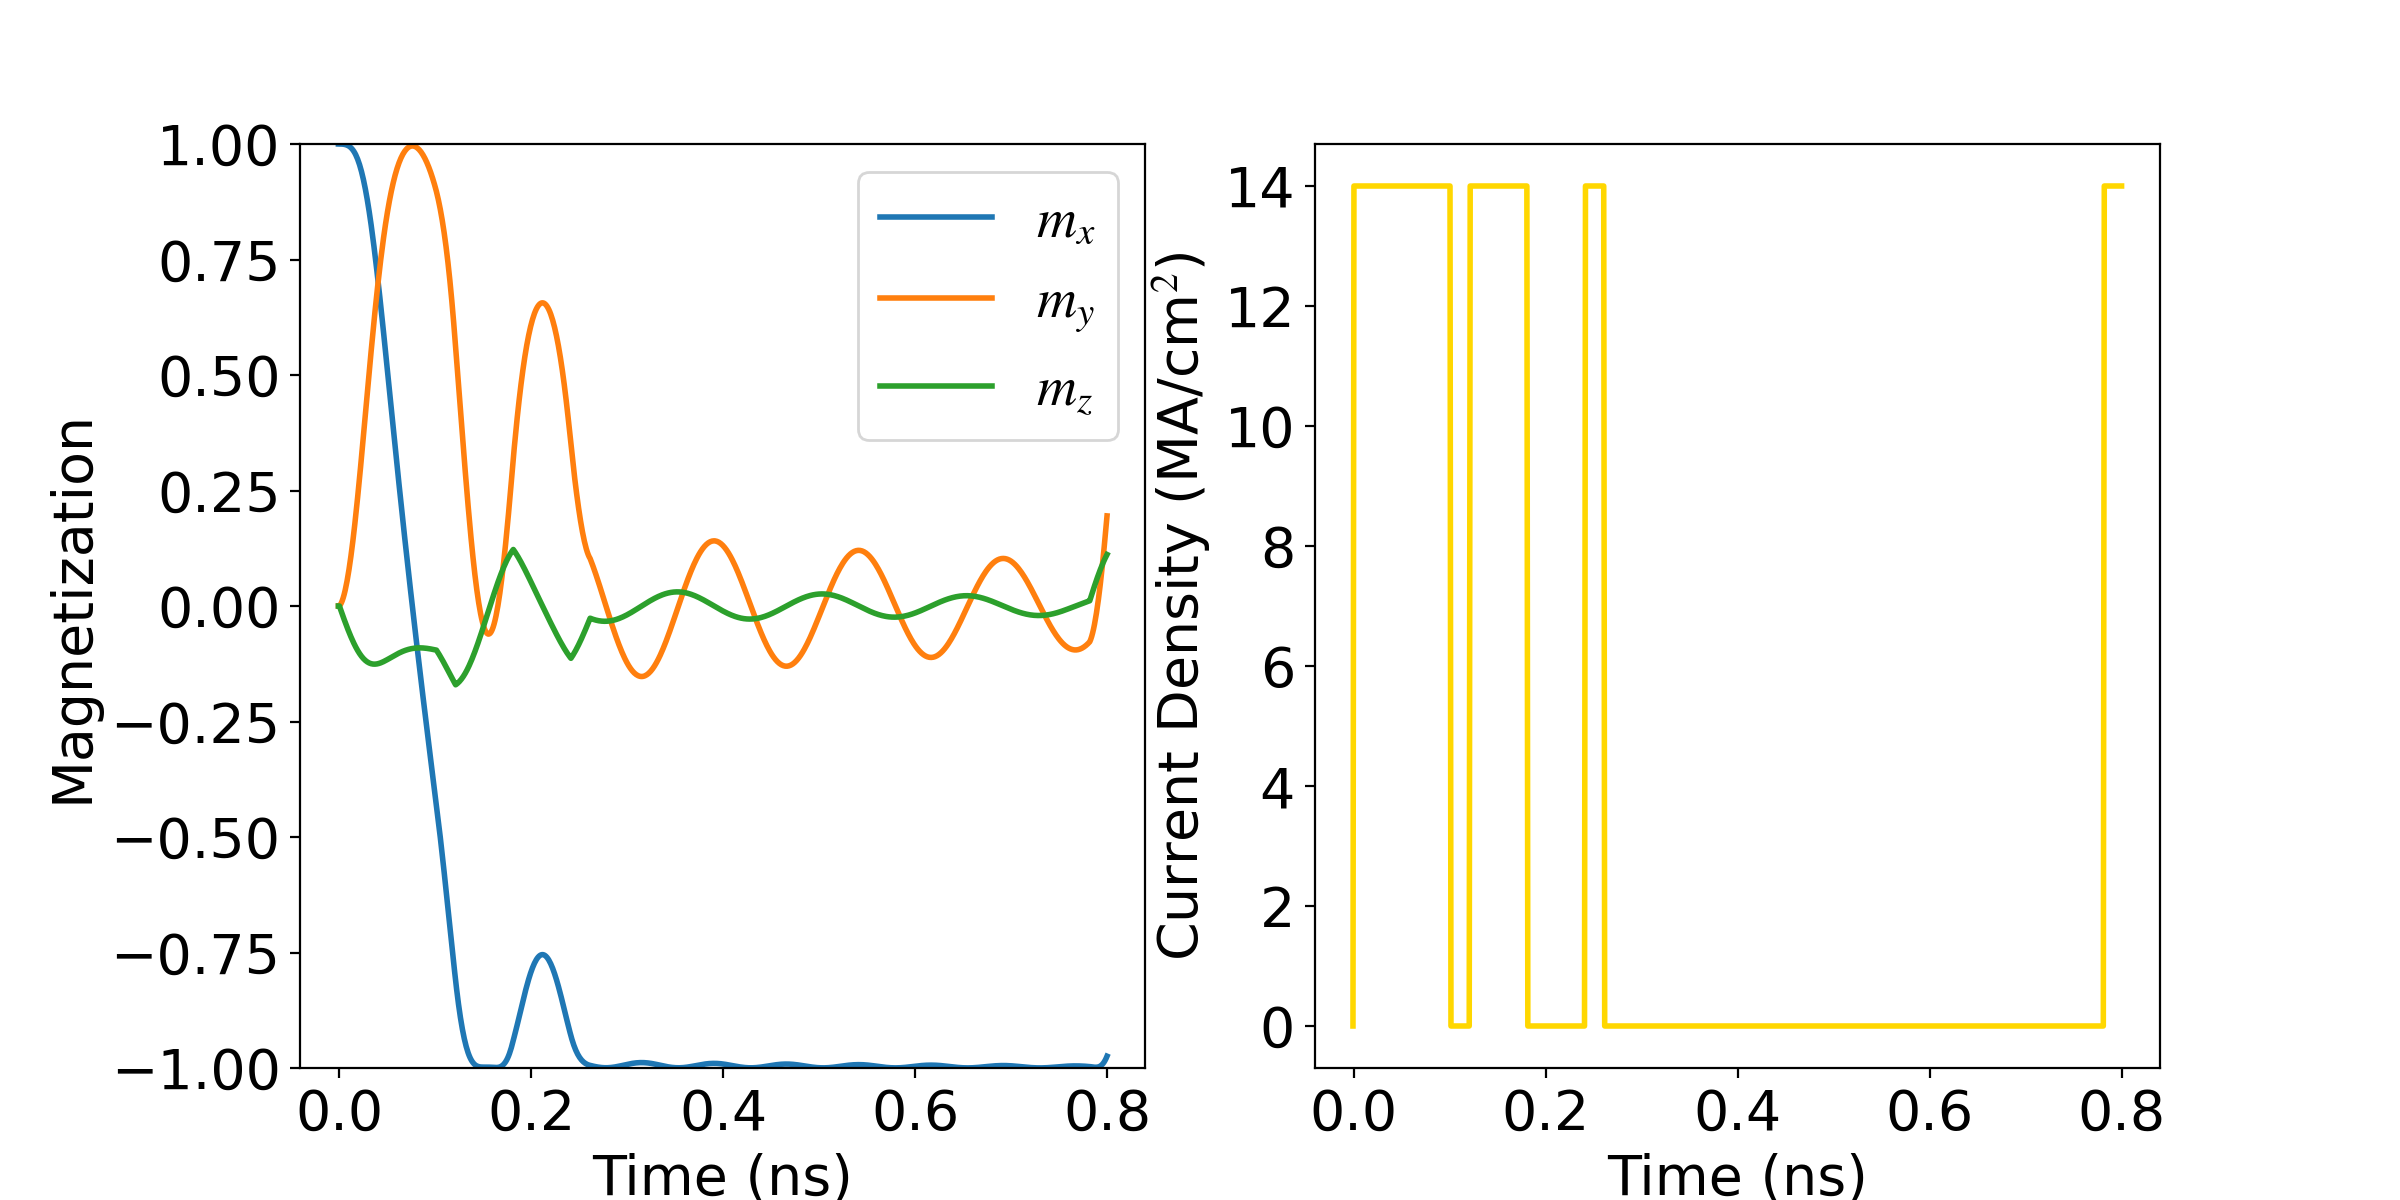 1.00
0.75
0.50
0.25
0.00
−0.25
−0.50
−0.75
−1.00
Magnetization
0.0 0.2 0.4 0.6 0.8
Time (ns)
m_x
m_y
m_z
14
12
10
8
6
4
2
0
Current Density (MA/cm²)
0.0 0.2 0.4 0.6 0.8
Time (ns)